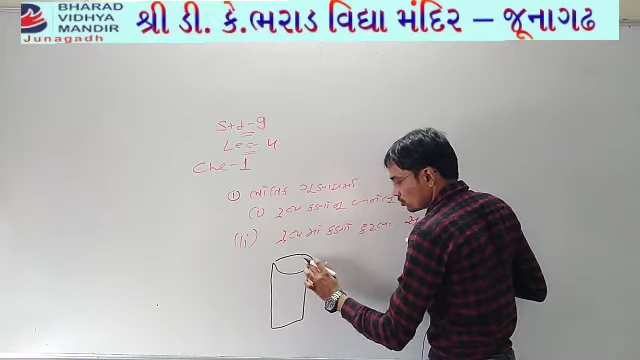 BHARAD
VIDHYA
MANDIR
Junagadh
શ્રી ડી. કે.ભરાડ વિદ્યા મંદિર – જૂનાગઢ
Std-9
Lec-4
Che-1
① ભૌતિક ગુણધર્મો
(i) દ્રવ્ય કણોનું બનેલું
(ii) દ્રવ્યમાં કણો કેટલા